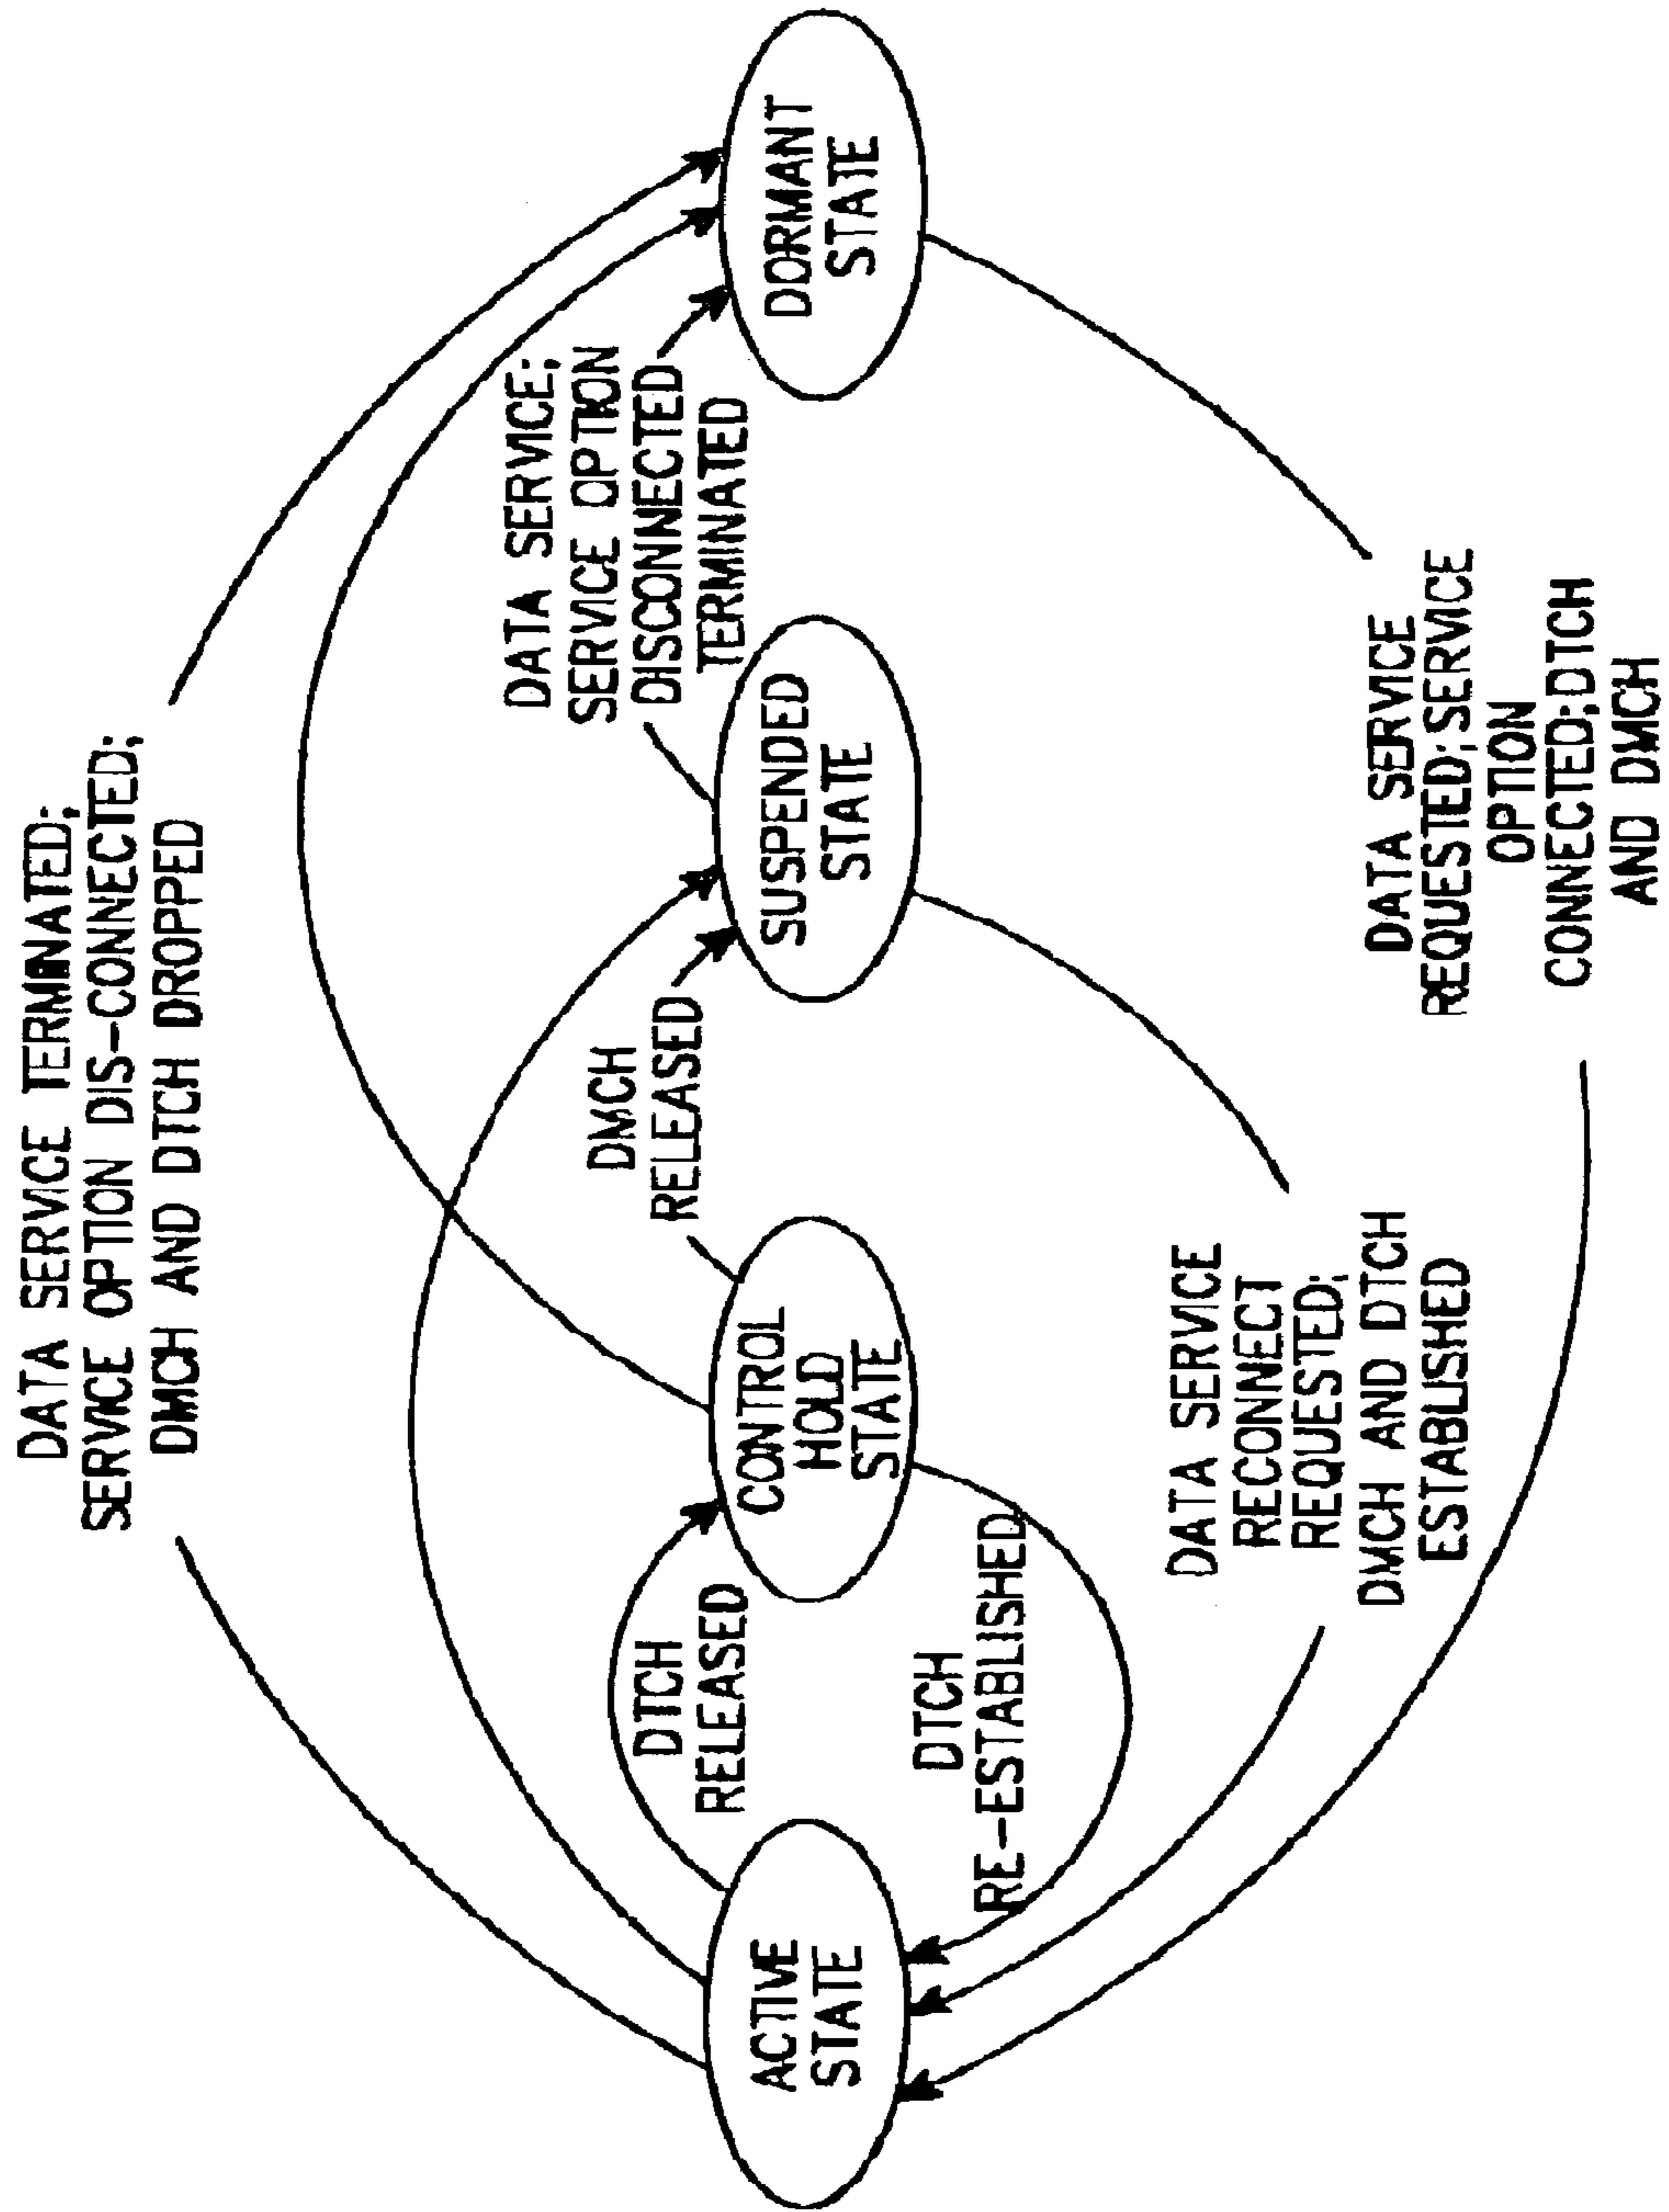 DATA SERVICE TERMINATED;
SERVICE OPTION DIS-CONNECTED;
DMCH AND DTCH DROPPED
DATA SERVICE;
SERVICE OPTION
DISCONNECTED
TERMINATED
DMCH
RELEASED
DTCH
RELEASED
ACTIVE
STATE
CONTROL
HOLD
STATE
SUSPENDED
STATE
DORMANT
STATE
DTCH
RE-ESTABLISHED
DATA SERVICE
RECONNECT
REQUESTED;
DMCH AND DTCH
ESTABLISHED
DATA SERVICE
REQUESTED;SERVICE
OPTION
CONNECTED;DTCH
AND DMCH